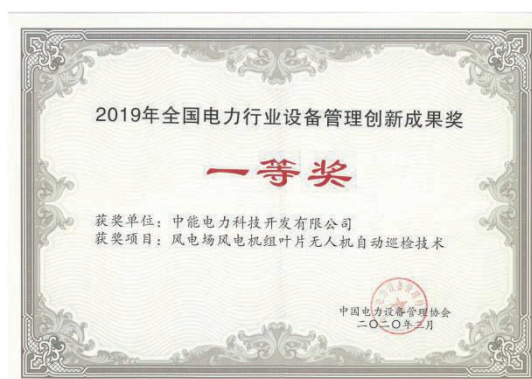 2019年全国电力行业设备管理创新成果奖
一等奖
获奖单位：中能电力科技开发有限公司
获奖项目：风电场风电机组叶片无人机自动巡检技术
中国电力设备管理协会
二〇二〇年三月